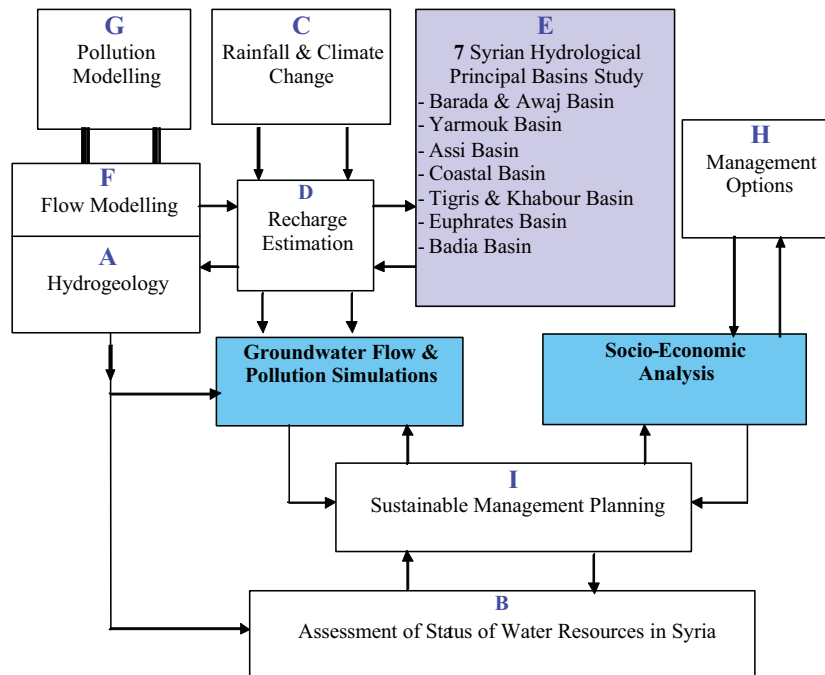 G
Pollution
Modelling
C
Rainfall & Climate
Change
E
7 Syrian Hydrological
Principal Basins Study
- Barada & Awaj Basin
- Yarmouk Basin
- Assi Basin
- Coastal Basin
- Tigris & Khabour Basin
- Euphrates Basin
- Badia Basin
H
Management
Options
F
Flow Modelling
D
Recharge
Estimation
A
Hydrogeology
Groundwater Flow &
Pollution Simulations
Socio-Economic
Analysis
I
Sustainable Management Planning
B
Assessment of Status of Water Resources in Syria